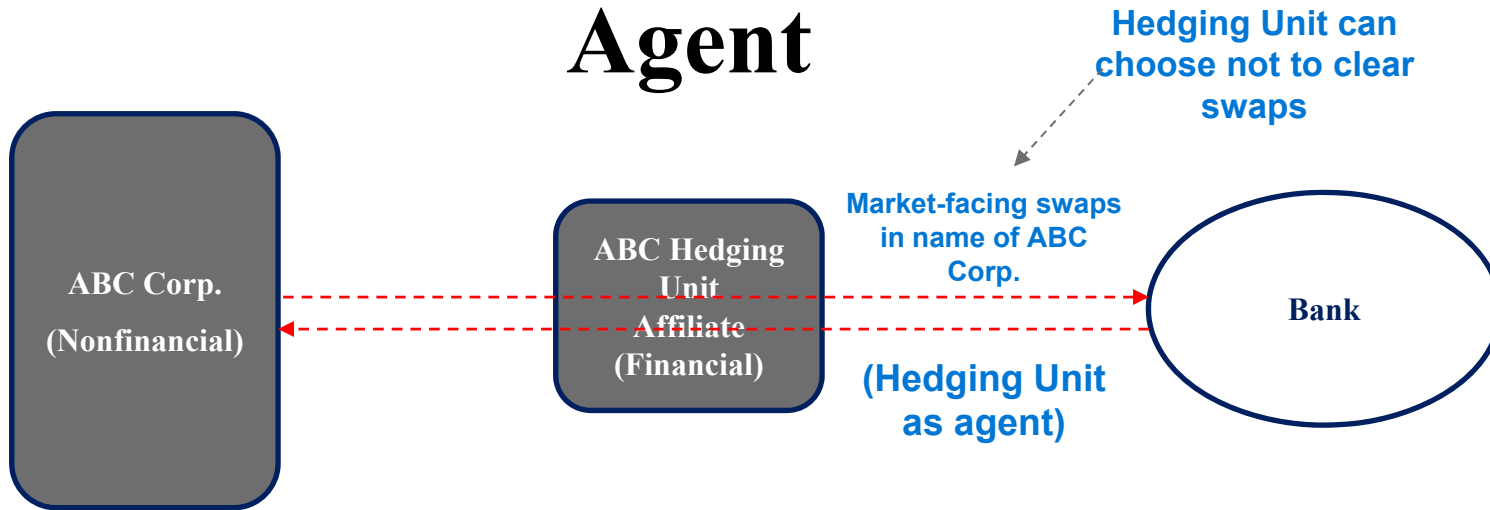 Agent
Hedging Unit can
choose not to clear
swaps
ABC Corp.
(Nonfinancial)
ABC Hedging
Unit
Affiliate
(Financial)
Market-facing swaps
in name of ABC
Corp.
(Hedging Unit
as agent)
Bank